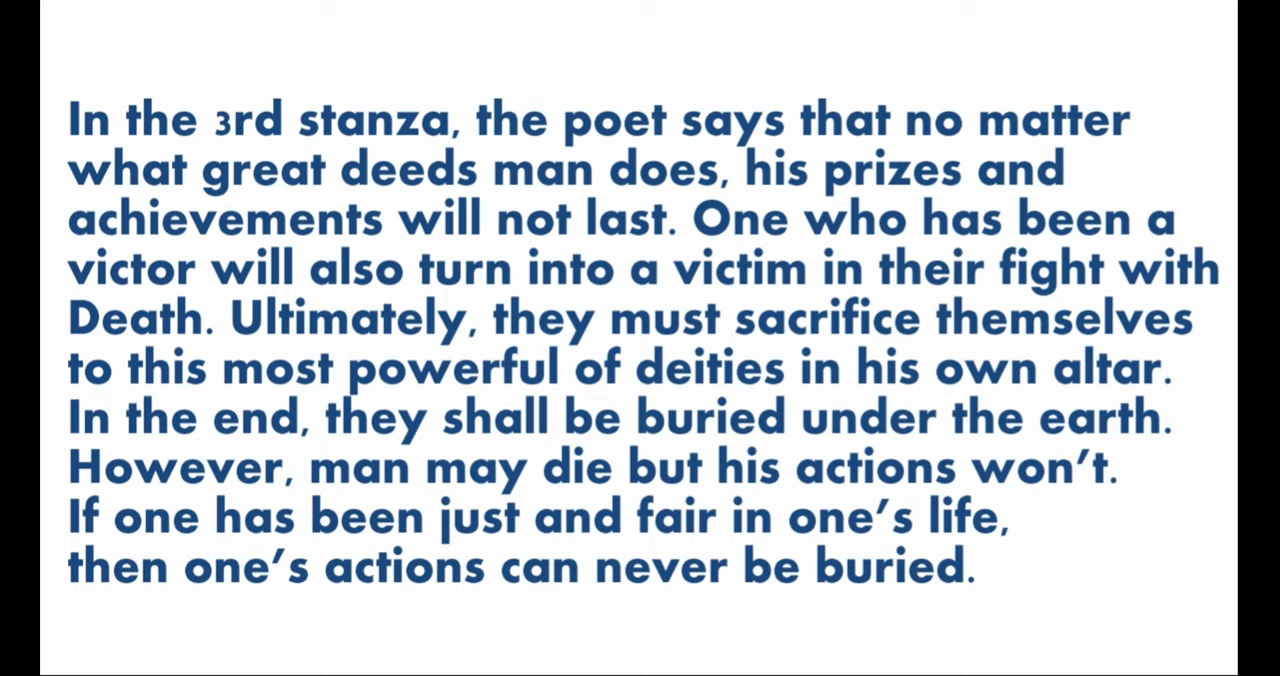 In the 3rd stanza, the poet says that no matter
what great deeds man does, his prizes and
achievements will not last. One who has been a
victor will also turn into a victim in their fight with
Death. Ultimately, they must sacrifice themselves
to this most powerful of deities in his own altar.
In the end, they shall be buried under the earth.
However, man may die but his actions won’t.
If one has been just and fair in one’s life,
then one’s actions can never be buried.